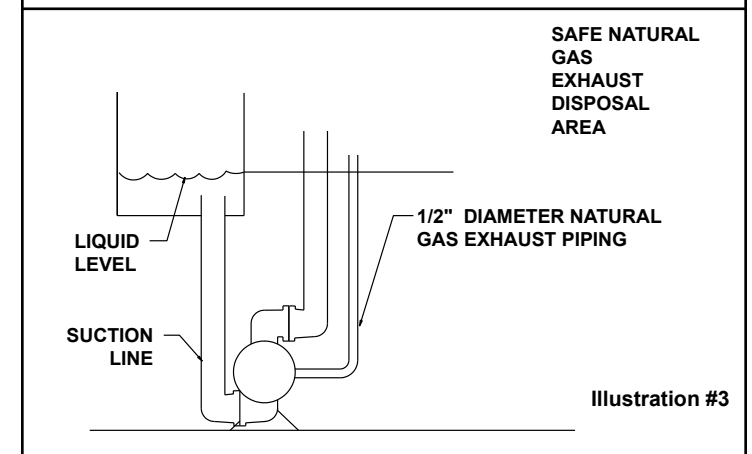 SAFE NATURAL
GAS
EXHAUST
DISPOSAL
AREA
1/2" DIAMETER NATURAL
GAS EXHAUST PIPING
LIQUID
LEVEL
SUCTION
LINE
Illustration #3